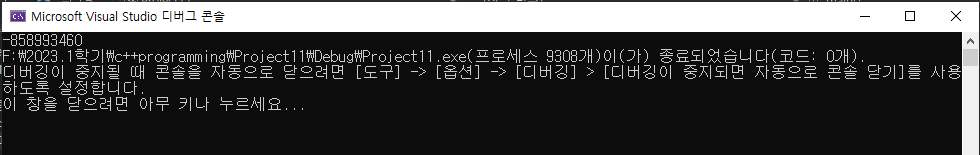 Microsoft Visual Studio 디버그 콘솔
-858993460
F:\2023.1학기\c++programming\Project11\Debug\Project11.exe(프로세스 9308개)이(가) 종료되었습니다(코드: 0개).
디버깅이 중지될 때 콘솔을 자동으로 닫으려면 [도구] -> [옵션] -> [디버깅] > [디버깅이 중지되면 자동으로 콘솔 닫기]를 사용
하도록 설정합니다.
이 창을 닫으려면 아무 키나 누르세요...